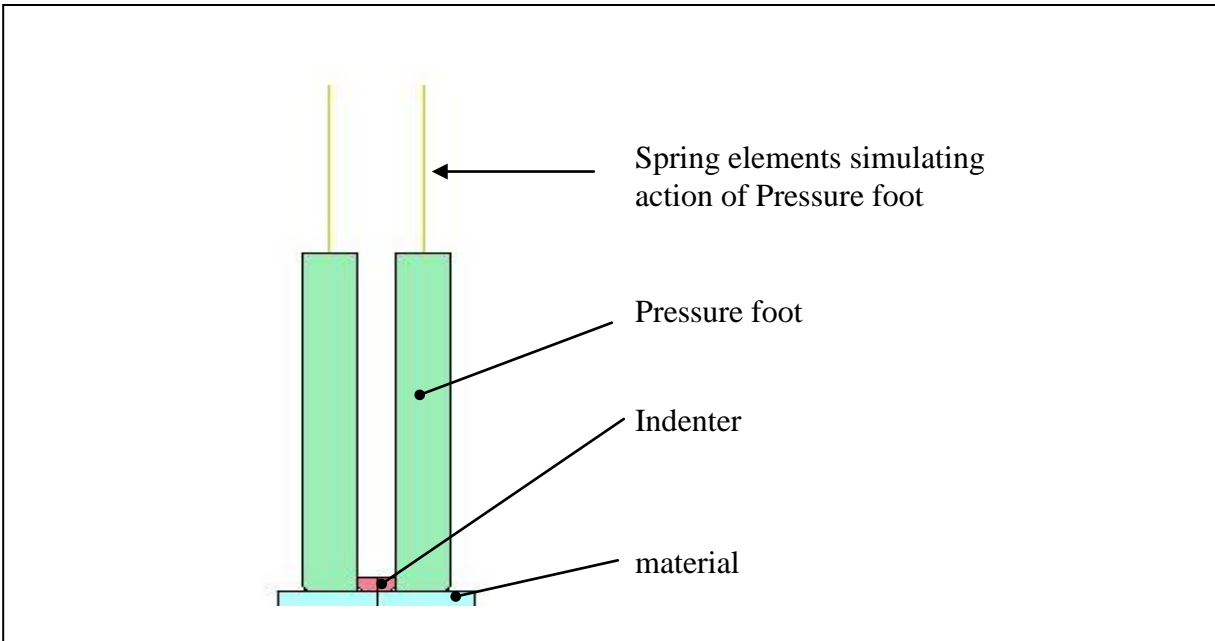 Spring elements simulating
action of Pressure foot
Pressure foot
Indenter
material